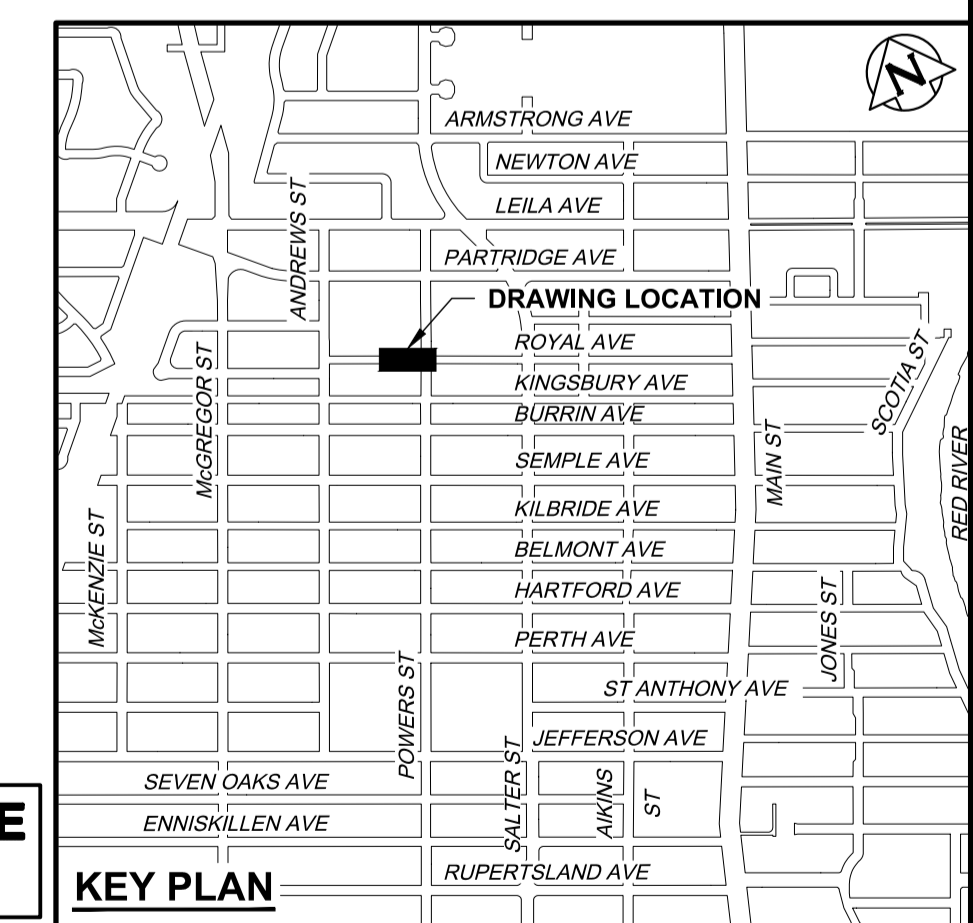 N
ARMSTRONG AVE
NEWTON AVE
LEILA AVE
ANDREWS ST
PARTRIDGE AVE
DRAWING LOCATION
ROYAL AVE
McGREGOR ST
KINGSBURY AVE
SCOTIA ST
BURRIN AVE
MAIN ST
RED RIVER
SEMPLE AVE
KILBRIDE AVE
McKENZIE ST
BELMONT AVE
HARTFORD AVE
JONES ST
PERTH AVE
POWERS ST
ST ANTHONY AVE
JEFFERSON AVE
SEVEN OAKS AVE
SALTER ST
AIKINS
ST
E
ENNISKILLEN AVE
RUPERTSLAND AVE
KEY PLAN